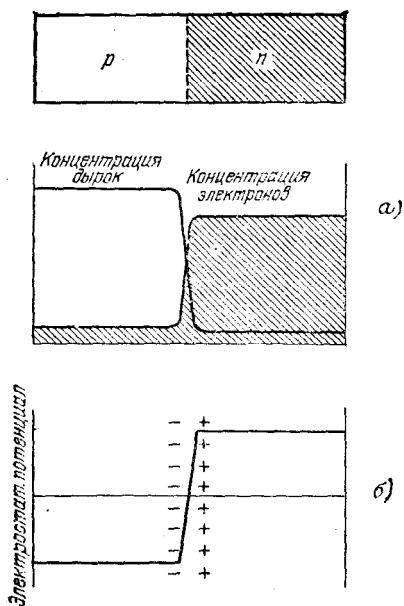 p n
Концентрация
дырок
Концентрация
электронов
а)
Электростат. потенциал
− +
− +
− +
− +
− +
− +
− +
− +
б)